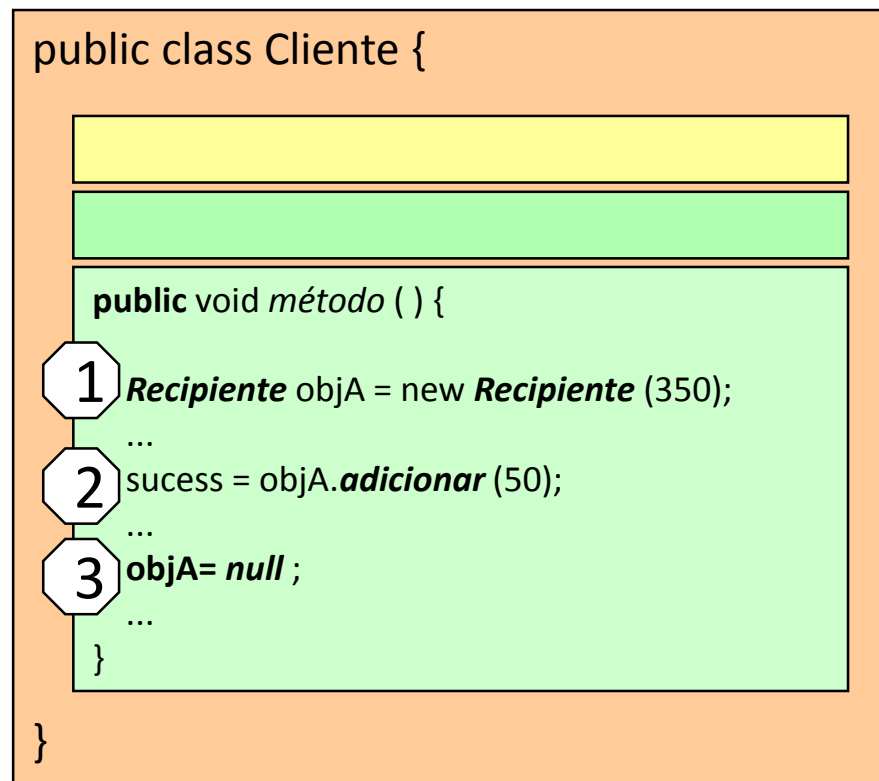 public class Cliente {
public void método ( ) {
1 Recipiente objA = new Recipiente (350);
...
2 sucess = objA.adicionar (50);
...
3 objA= null ;
...
}
}